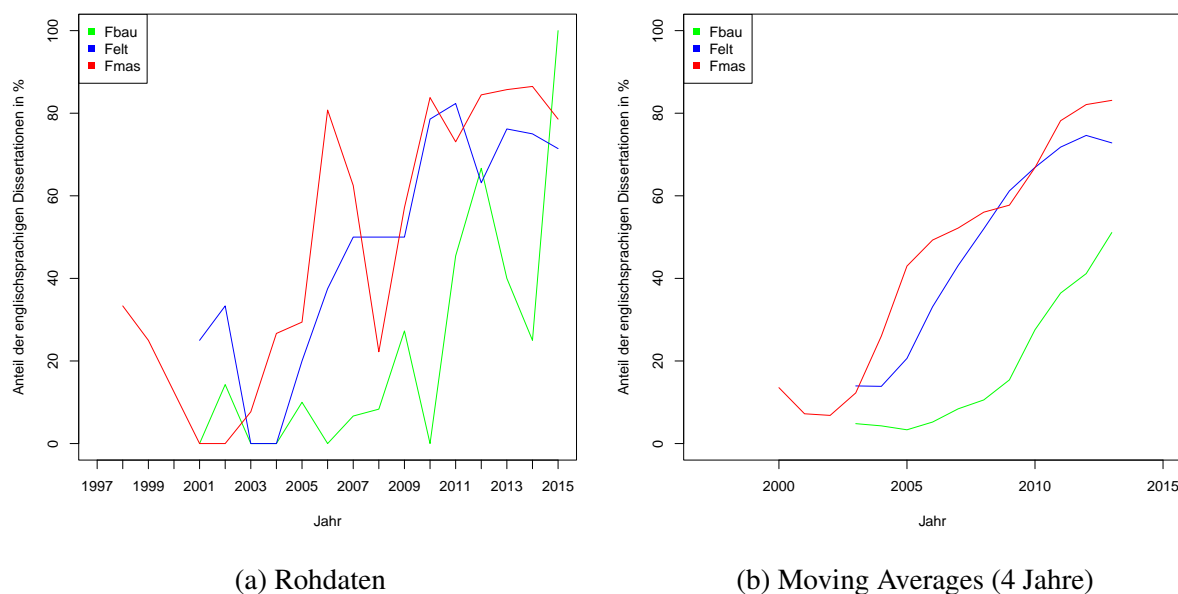 Fbau
Felt
Fmas
Anteil der englischsprachigen Dissertationen in %
100
80
60
40
20
0
1997 1999 2001 2003 2005 2007 2009 2011 2013 2015
Jahr
(a) Rohdaten
Fbau
Felt
Fmas
Anteil der englischsprachigen Dissertationen in %
100
80
60
40
20
0
2000 2005 2010 2015
Jahr
(b) Moving Averages (4 Jahre)